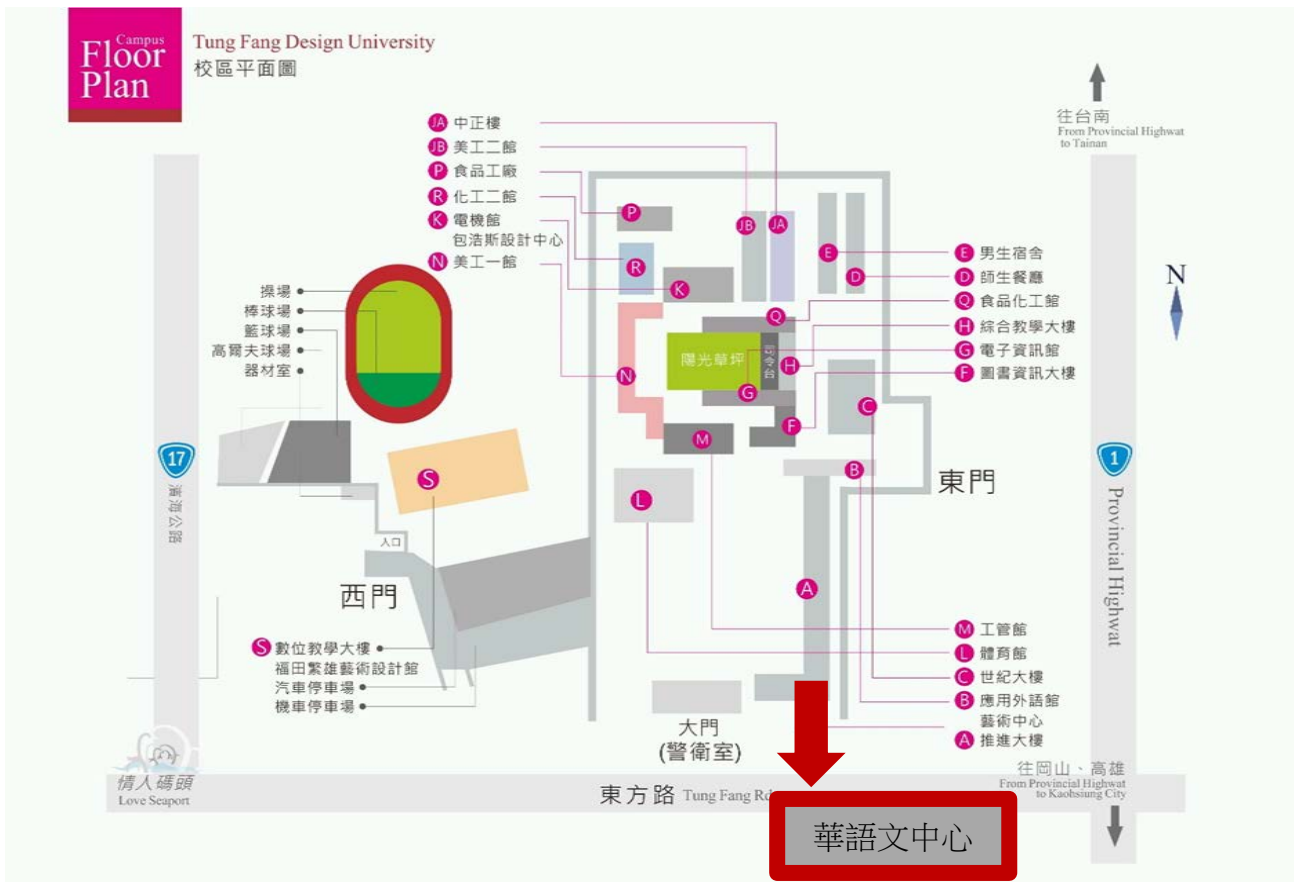 Campus
Floor
Plan
Tung Fang Design University
校區平面圖
往台南
From Provincial Highwat
to Tainan
JA 中正樓
JB 美工二館
P 食品工廠
R 化工二館
K 電機館
包浩斯設計中心
N 美工一館
操場
棒球場
籃球場
高爾夫球場
器材室
P
R
K
JB
JA
E
D
Q
陽光草坪
司令台
H
N
G
F
C
M
B
L
S
A
E 男生宿舍
D 師生餐廳
Q 食品化工館
H 綜合教學大樓
G 電子資訊館
F 圖書資訊大樓
N
17
濱海公路
1
Provincial Highwat
東門
人口
西門
S 數位教學大樓
福田繁雄藝術設計館
汽車停車場
機車停車場
M 工管館
L 體育館
C 世紀大樓
B 應用外語館
藝術中心
A 推進大樓
大門
(警衛室)
情人碼頭
Love Seaport
東方路 Tung Fang Rd
往岡山、高雄
From Provincial Highwat
to Kaohsiung City
華語文中心